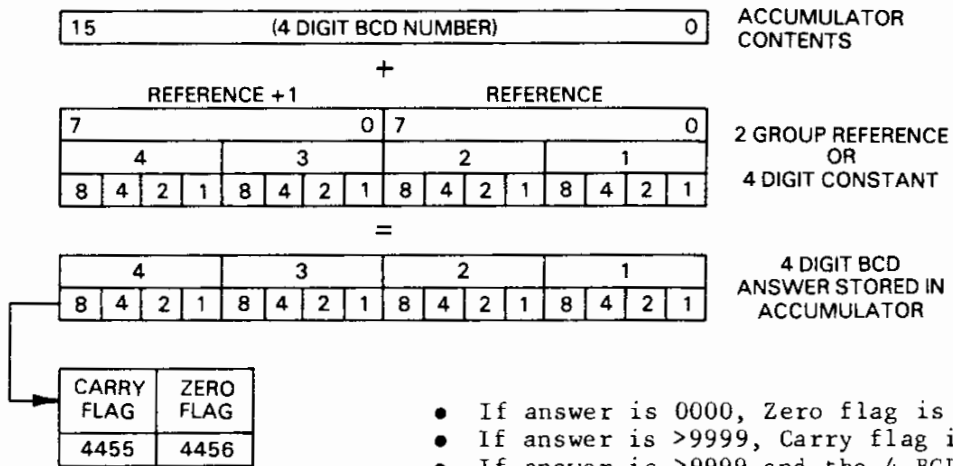 15 (4 DIGIT BCD NUMBER) 0
ACCUMULATOR
CONTENTS
+
REFERENCE +1 REFERENCE
7 0 7 0
4 3 2 1
8 4 2 1 8 4 2 1 8 4 2 1 8 4 2 1
2 GROUP REFERENCE
OR
4 DIGIT CONSTANT
=
4 3 2 1
8 4 2 1 8 4 2 1 8 4 2 1 8 4 2 1
4 DIGIT BCD
ANSWER STORED IN
ACCUMULATOR
CARRY FLAG ZERO FLAG
4455 4456
• If answer is 0000, Zero flag is
• If answer is >9999, Carry flag
• If answer is >9999 and the 4 BCD